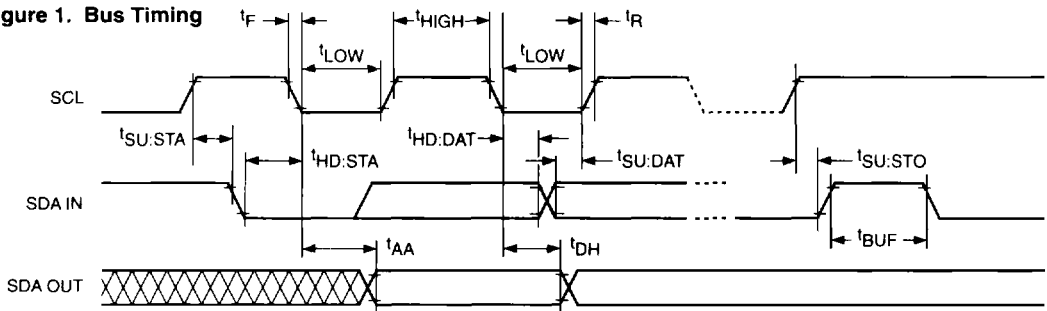 gure 1. Bus Timing
tF
tHIGH
tR
tLOW
tLOW
SCL
tSU:STA
tHD:STA
tHD:DAT
tSU:DAT
tSU:STO
SDA IN
tBUF
tAA
tDH
SDA OUT